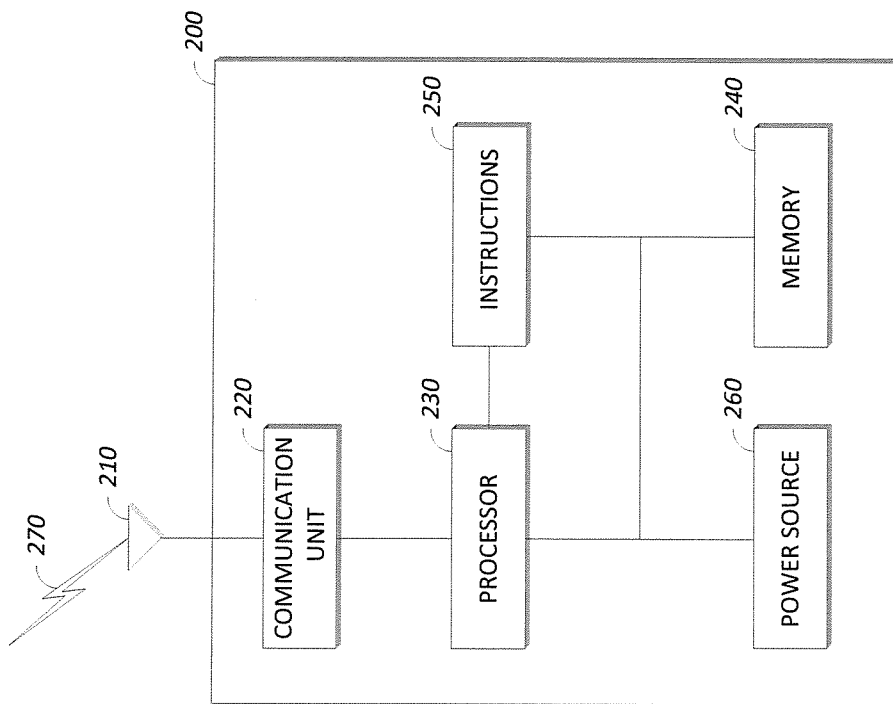 200
210
270
COMMUNICATION
UNIT
220
PROCESSOR
230
INSTRUCTIONS
250
POWER SOURCE
260
MEMORY
240